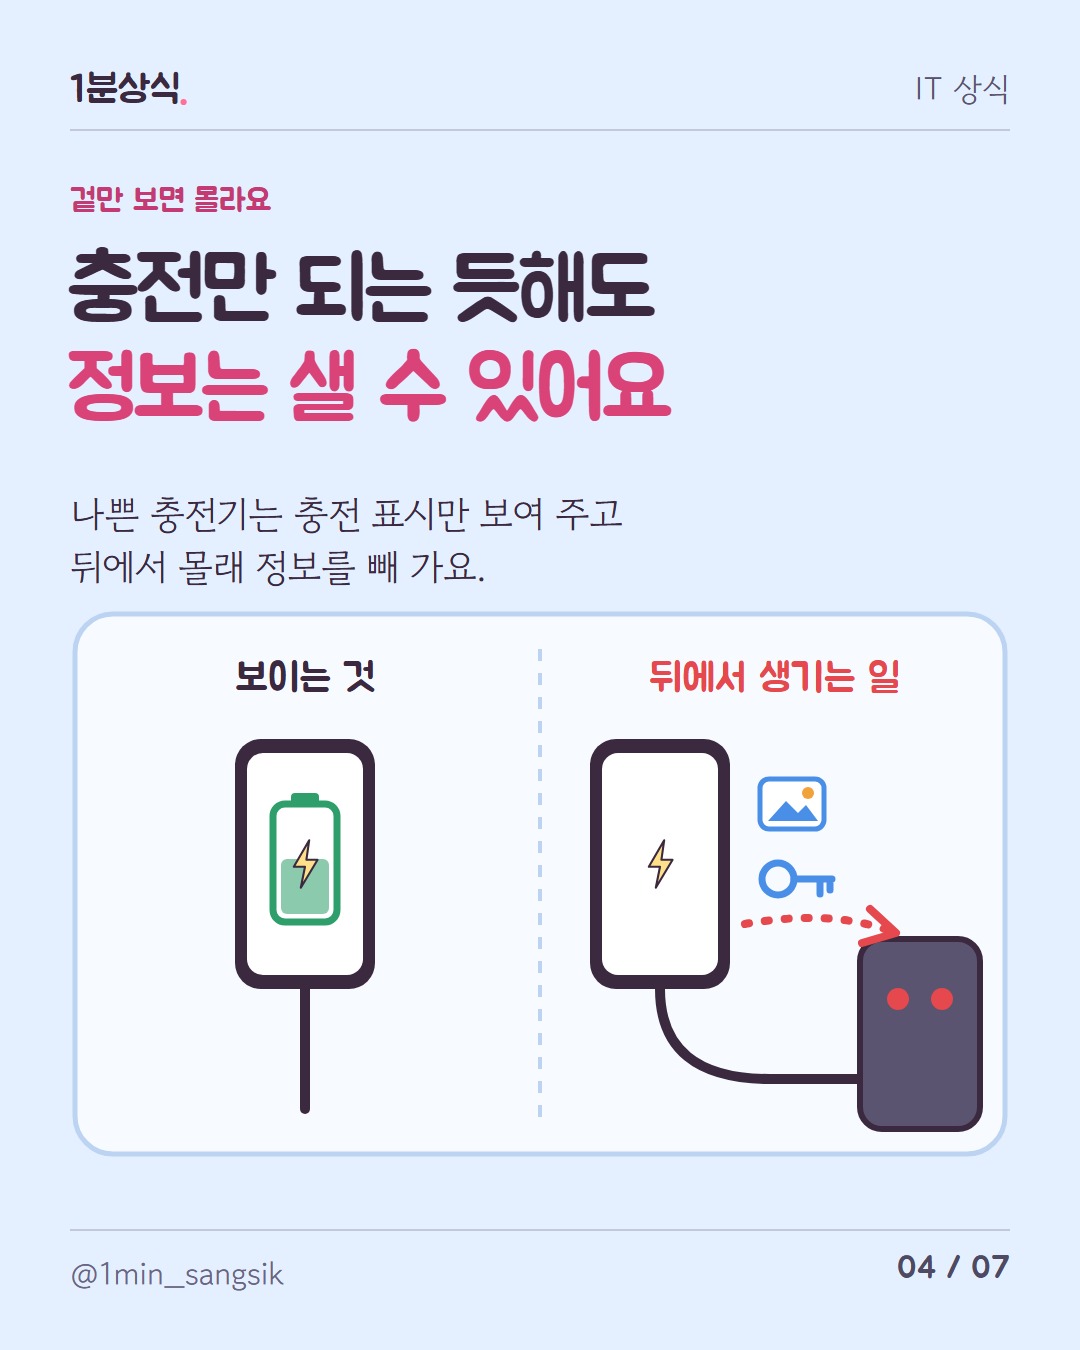 1분상식.
IT 상식
겉만 보면 몰라요
충전만 되는 듯해도
정보는 샐 수 있어요
나쁜 충전기는 충전 표시만 보여 주고
뒤에서 몰래 정보를 빼 가요.
보이는 것
뒤에서 생기는 일
@1min_sangsik
04 / 07